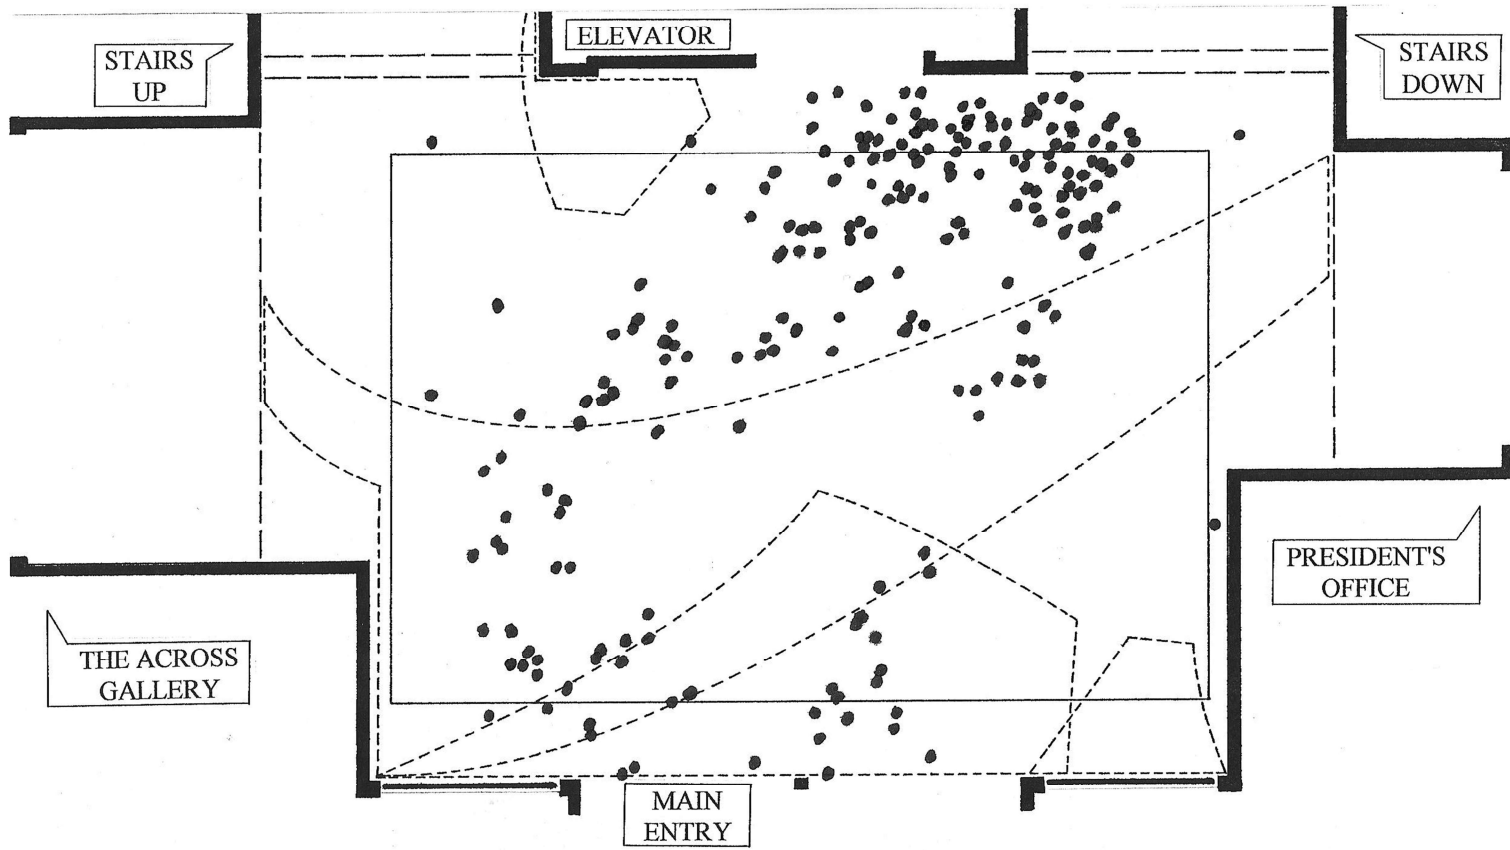 STAIRS
UP
ELEVATOR
STAIRS
DOWN
PRESIDENT'S
OFFICE
THE ACROSS
GALLERY
MAIN
ENTRY